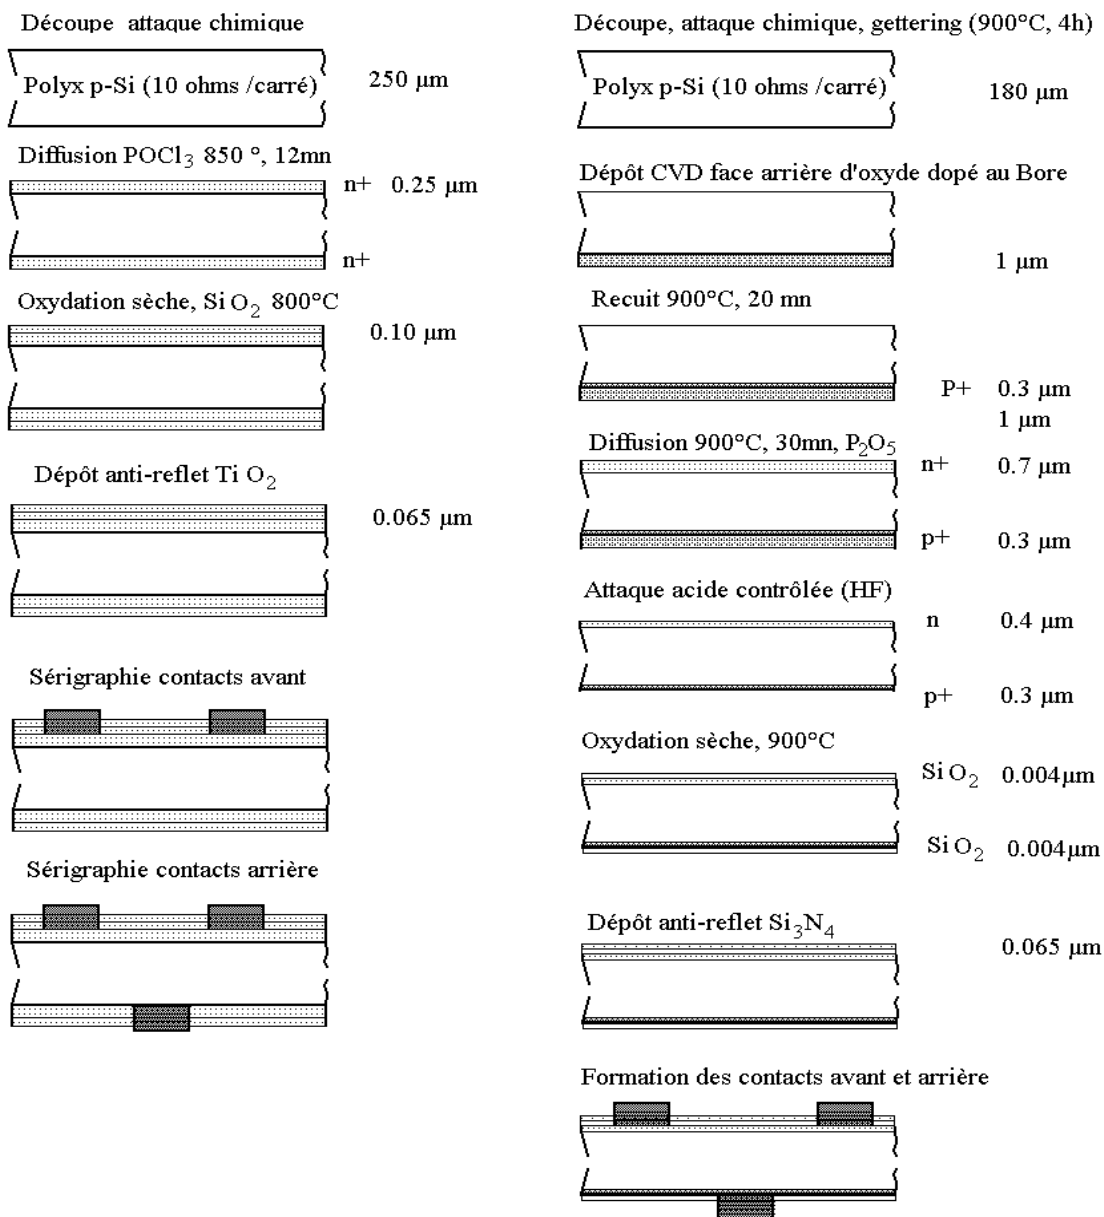 Découpe attaque chimique
Polyx p-Si (10 ohms /carré)
250 µm
Diffusion POCl3 850 °, 12mn
n+ 0.25 µm
n+
Oxydation sèche, Si O2 800°C
0.10 µm
Dépôt anti-reflet Ti O2
0.065 µm
Sérigraphie contacts avant
Sérigraphie contacts arrière
Découpe, attaque chimique, gettering (900°C, 4h)
Polyx p-Si (10 ohms /carré)
180 µm
Dépôt CVD face arrière d'oxyde dopé au Bore
1 µm
Recuit 900°C, 20 mn
P+ 0.3 µm
1 µm
Diffusion 900°C, 30mn, P2O5
n+ 0.7 µm
p+ 0.3 µm
Attaque acide contrôlée (HF)
n 0.4 µm
p+ 0.3 µm
Oxydation sèche, 900°C
Si O2 0.004µm
Si O2 0.004µm
Dépôt anti-reflet Si3N4
0.065 µm
Formation des contacts avant et arrière